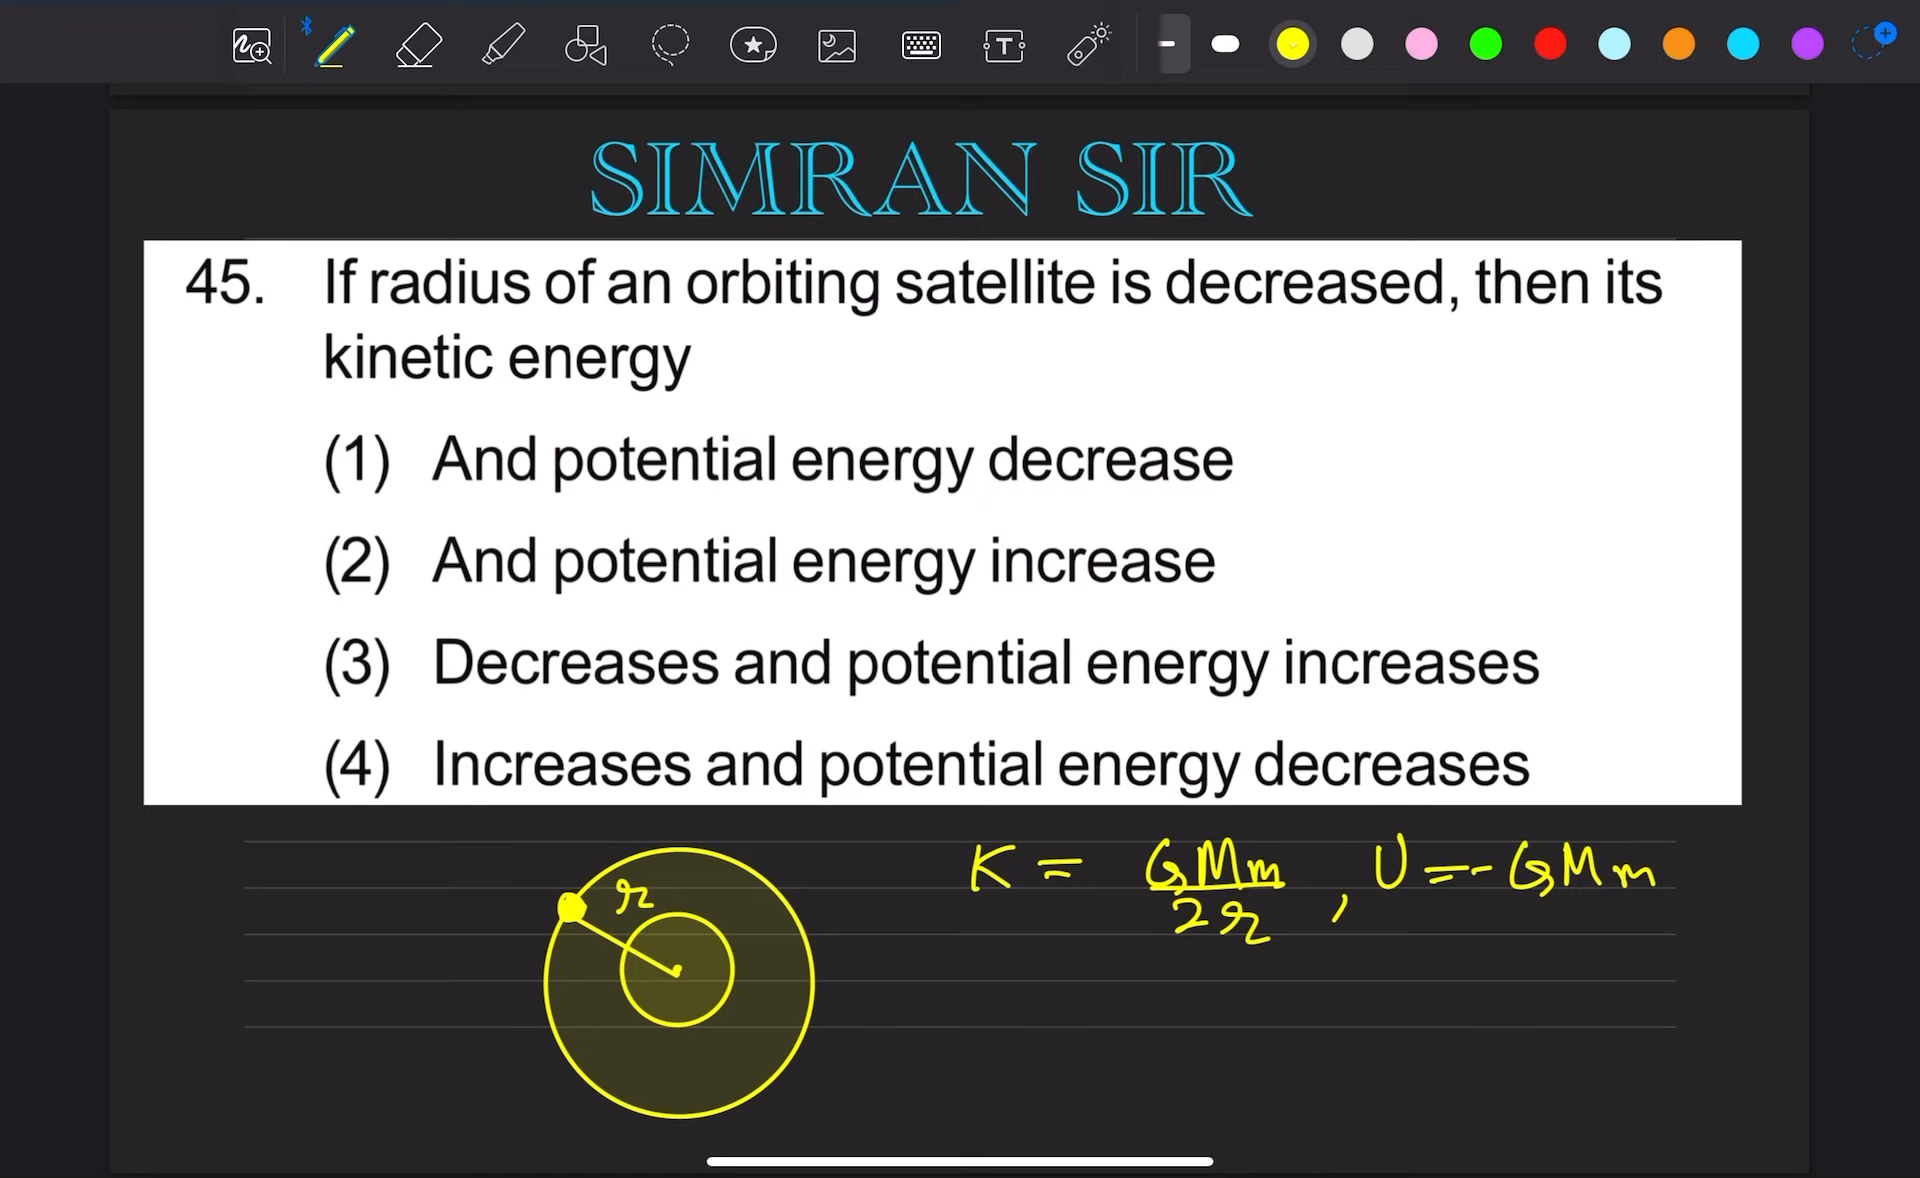 SIMRAN SIR
45. If radius of an orbiting satellite is decreased, then its
kinetic energy
(1) And potential energy decrease
(2) And potential energy increase
(3) Decreases and potential energy increases
(4) Increases and potential energy decreases
r
K = GMm/2r , U = - GMm